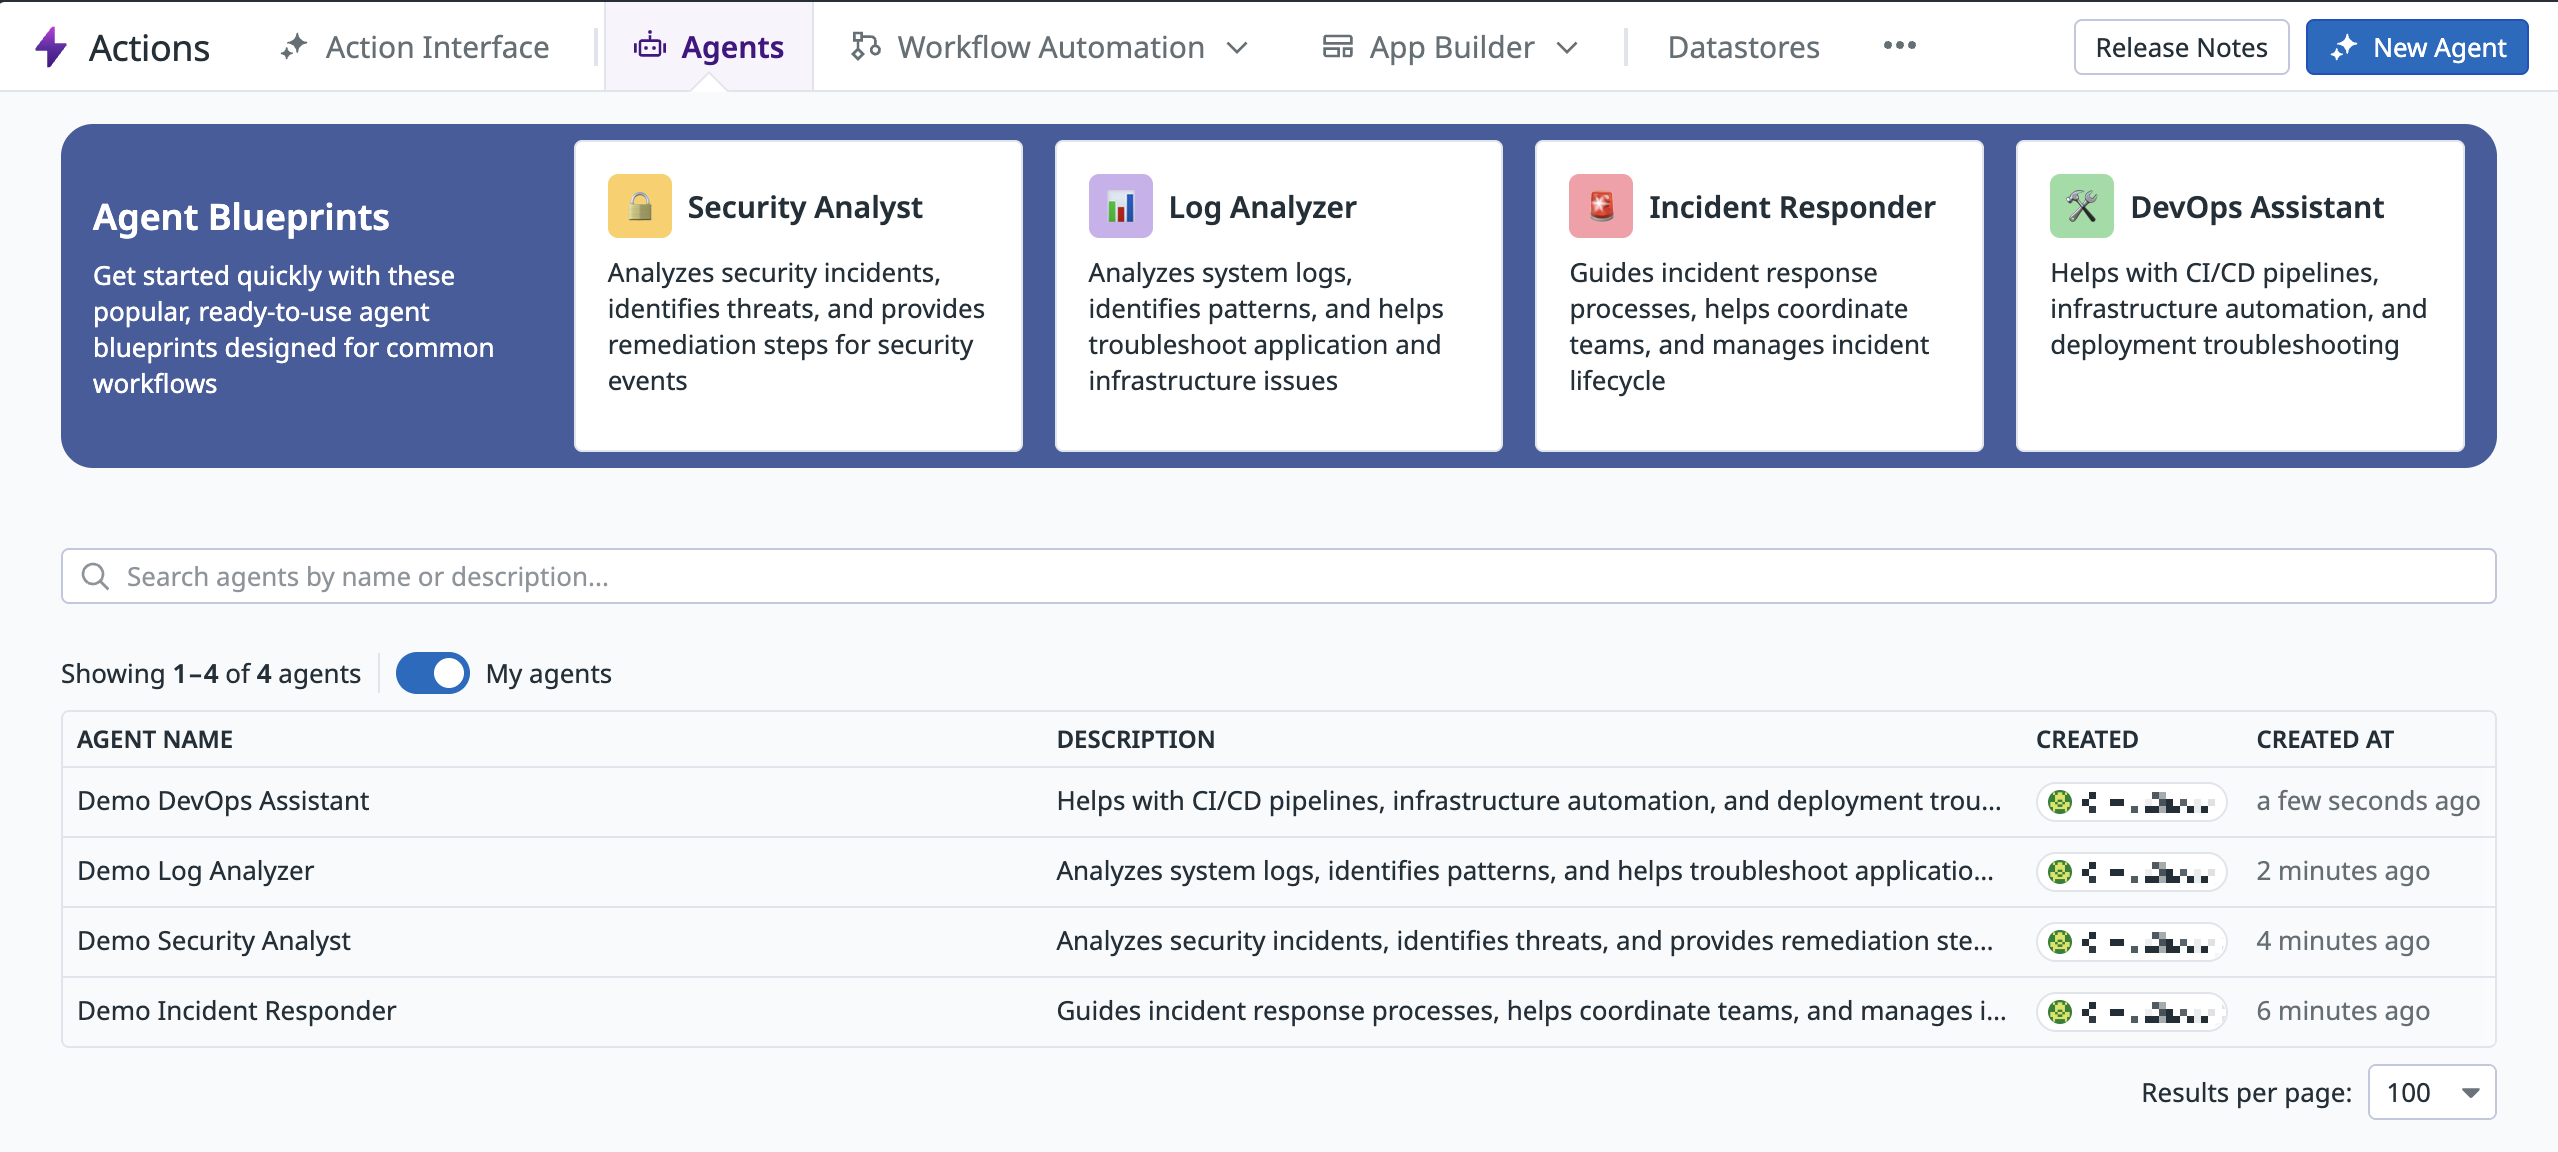 Actions
Action Interface
Agents
Workflow Automation
App Builder
Datastores
Release Notes
New Agent
Agent Blueprints
Get started quickly with these
popular, ready-to-use agent
blueprints designed for common
workflows
Security Analyst
Analyzes security incidents,
identifies threats, and provides
remediation steps for security
events
Log Analyzer
Analyzes system logs,
identifies patterns, and helps
troubleshoot application and
infrastructure issues
Incident Responder
Guides incident response
processes, helps coordinate
teams, and manages incident
lifecycle
DevOps Assistant
Helps with CI/CD pipelines,
infrastructure automation, and
deployment troubleshooting
Search agents by name or description...
Showing 1–4 of 4 agents
My agents
AGENT NAME DESCRIPTION CREATED CREATED AT
Demo DevOps Assistant Helps with CI/CD pipelines, infrastructure automation, and deployment trou... a few seconds ago
Demo Log Analyzer Analyzes system logs, identifies patterns, and helps troubleshoot applicatio... 2 minutes ago
Demo Security Analyst Analyzes security incidents, identifies threats, and provides remediation ste... 4 minutes ago
Demo Incident Responder Guides incident response processes, helps coordinate teams, and manages i... 6 minutes ago
Results per page: 100